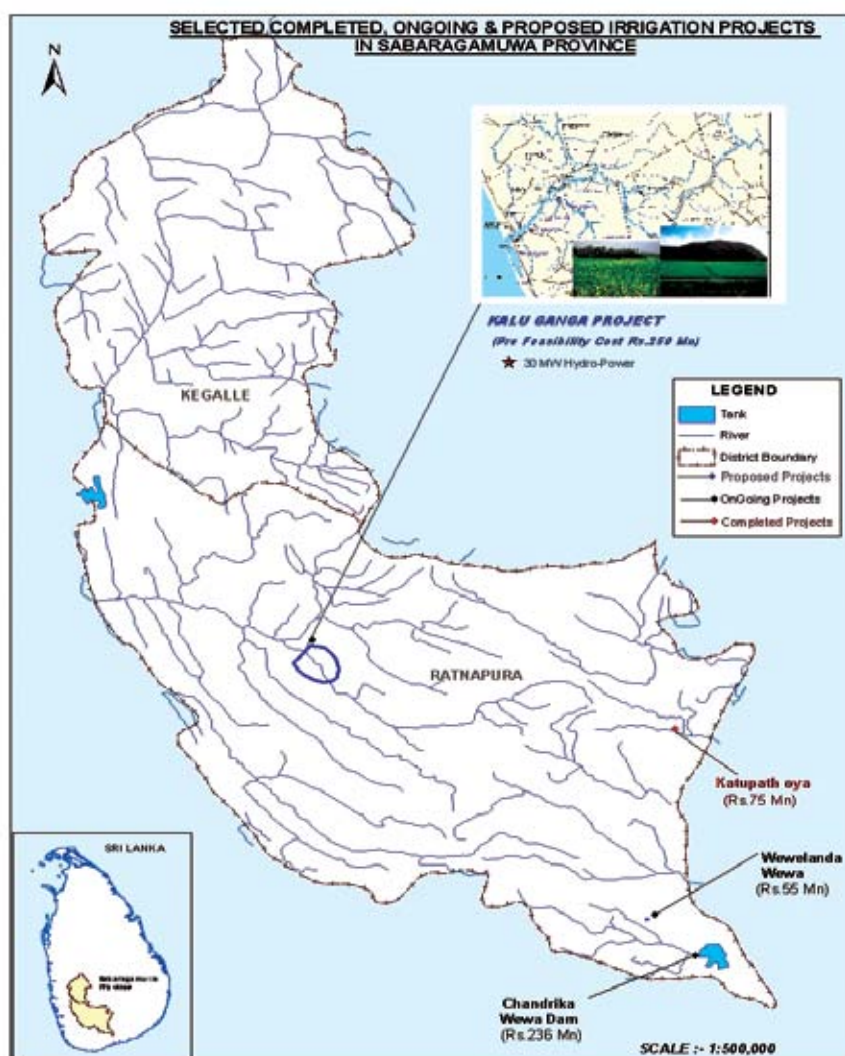 SELECTED, COMPLETED, ONGOING & PROPOSED IRRIGATION PROJECTS
IN SABARAGAMUWA PROVINCE
N
KALU GANGA PROJECT
(Pre Feasibility Cost Rs.250 Mn)
30 MW Hydro-Power
KEGALLE
LEGEND
Tank
River
District Boundary
Proposed Projects
OnGoing Projects
Completed Projects
RATNAPURA
Katupath oya
(Rs.75 Mn)
Wewelanda
Wewa
(Rs.55 Mn)
Chandrika
Wewa Dam
(Rs.236 Mn)
SRI LANKA
SCALE :- 1:500,000